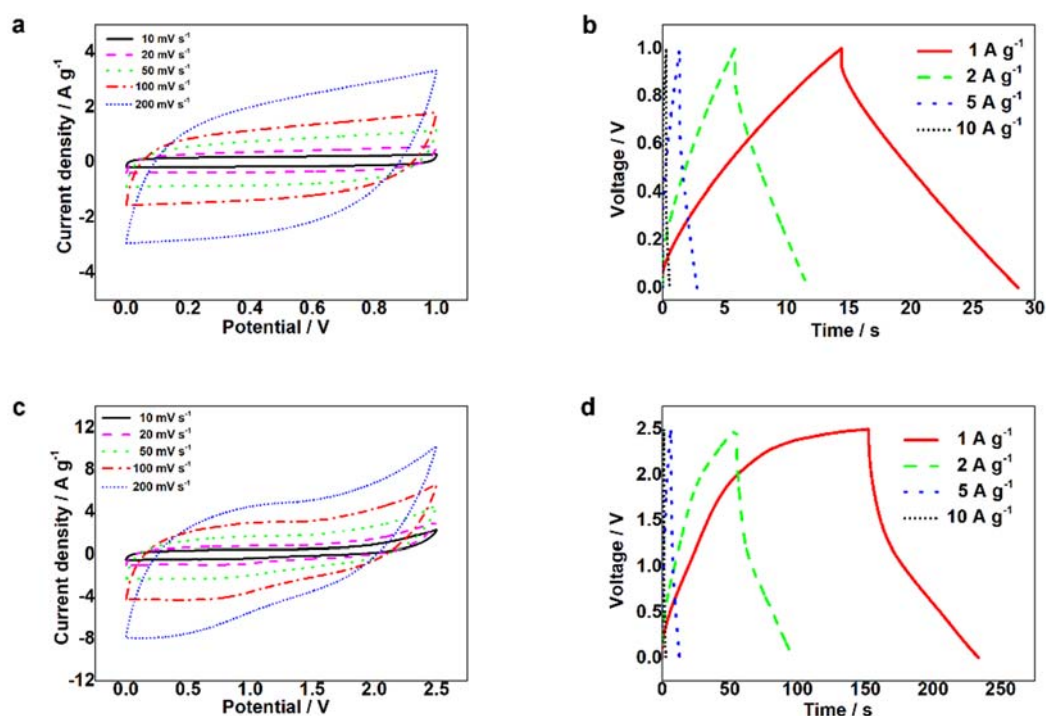 a
10 mV s⁻¹
20 mV s⁻¹
50 mV s⁻¹
100 mV s⁻¹
200 mV s⁻¹
Current density / A g⁻¹
4
2
0
-2
-4
0.0 0.2 0.4 0.6 0.8 1.0
Potential / V
b
1 A g⁻¹
2 A g⁻¹
5 A g⁻¹
10 A g⁻¹
Voltage / V
1.0
0.8
0.6
0.4
0.2
0.0
0 5 10 15 20 25 30
Time / s
c
10 mV s⁻¹
20 mV s⁻¹
50 mV s⁻¹
100 mV s⁻¹
200 mV s⁻¹
Current density / A g⁻¹
12
8
4
0
-4
-8
-12
0.0 0.5 1.0 1.5 2.0 2.5
Potential / V
d
1 A g⁻¹
2 A g⁻¹
5 A g⁻¹
10 A g⁻¹
Voltage / V
2.5
2.0
1.5
1.0
0.5
0.0
0 50 100 150 200 250
Time / s